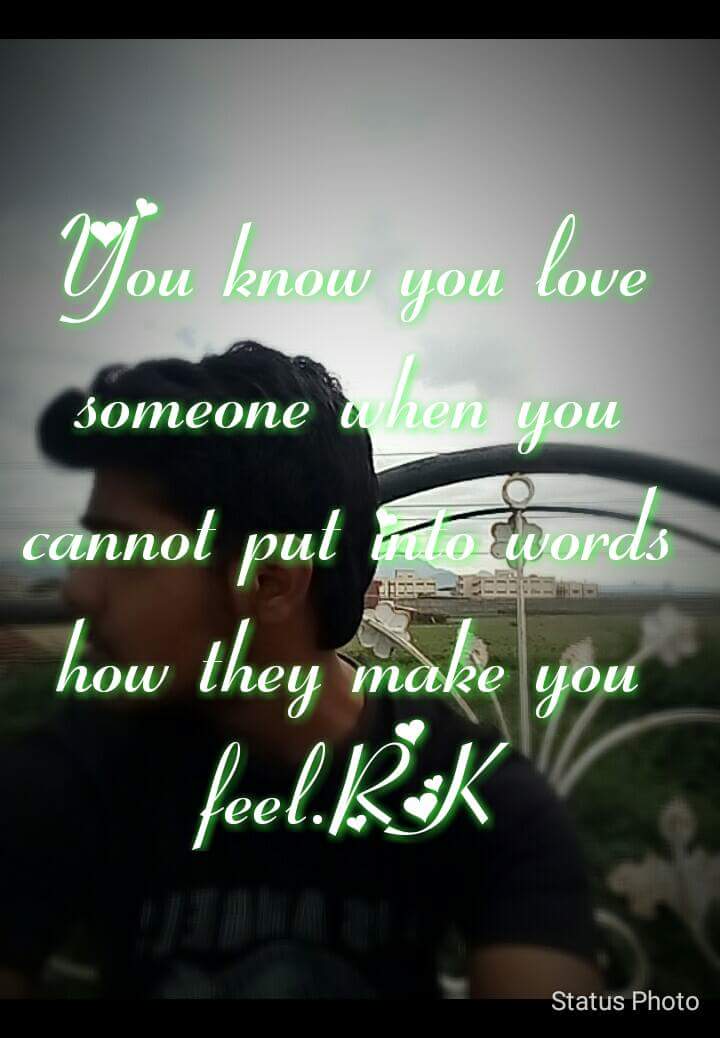 You know you love
someone when you
cannot put into words
how they make you
feel.RK
Status Photo